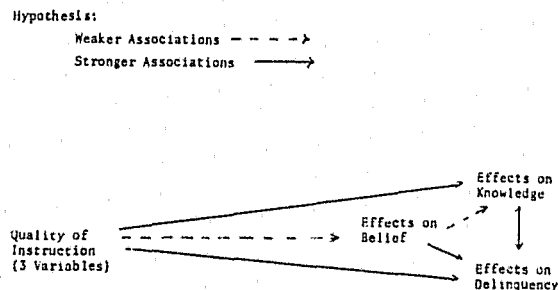 Hypothesis:
Weaker Associations
Stronger Associations
Effects on
Knowledge
Effects on
Belief
Quality of
Instruction
(3 Variables)
Effects on
Delinquency